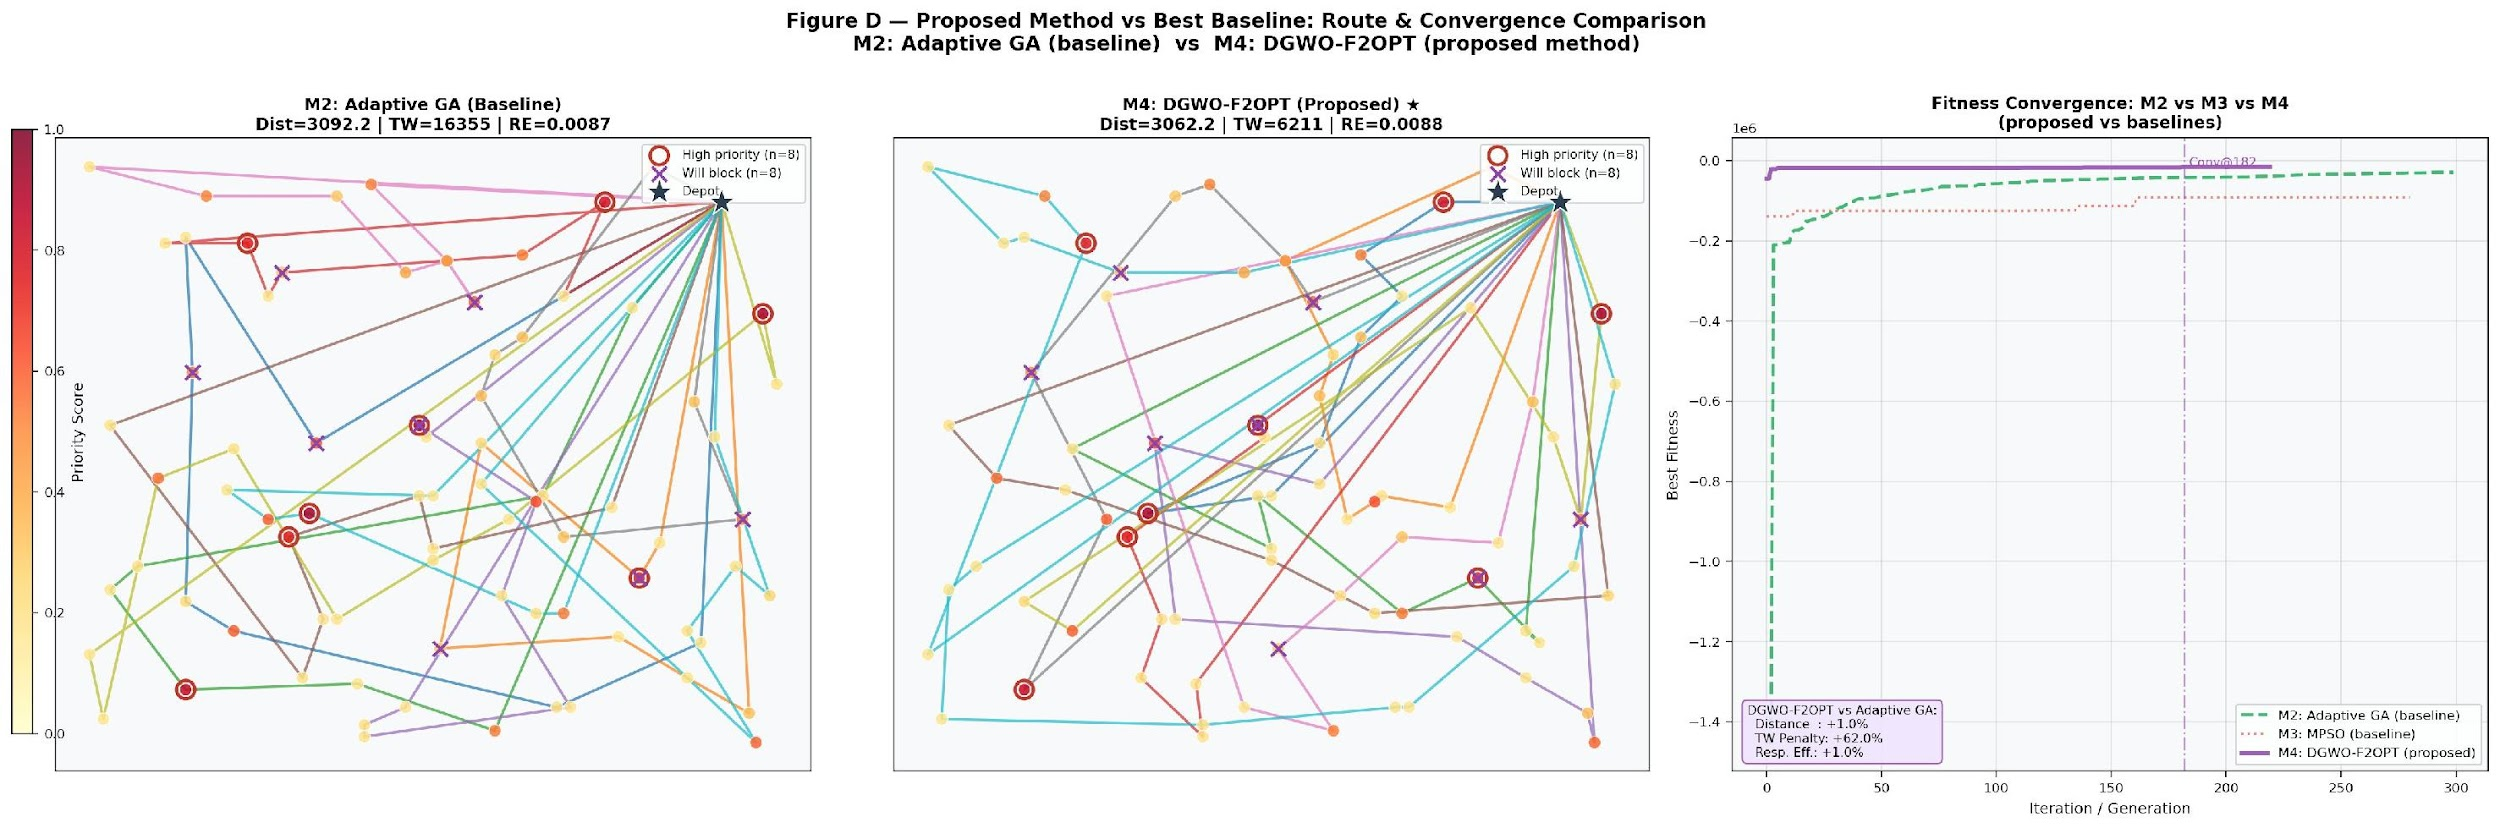 Figure D — Proposed Method vs Best Baseline: Route & Convergence Comparison
M2: Adaptive GA (baseline)  vs  M4: DGWO-F2OPT (proposed method)
1.0
0.8
0.6
0.4
0.2
0.0
Priority Score
M2: Adaptive GA (Baseline)
Dist=3092.2 | TW=16355 | RE=0.0087
High priority (n=8)
Will block (n=8)
Depot
M4: DGWO-F2OPT (Proposed) ★
Dist=3062.2 | TW=6211 | RE=0.0088
High priority (n=8)
Will block (n=8)
Depot
Fitness Convergence: M2 vs M3 vs M4
(proposed vs baselines)
1e6
0.0
−0.2
−0.4
−0.6
−0.8
−1.0
−1.2
−1.4
Best Fitness
Conv@182
DGWO-F2OPT vs Adaptive GA:
Distance  : +1.0%
TW Penalty: +62.0%
Resp. Eff.: +1.0%
M2: Adaptive GA (baseline)
M3: MPSO (baseline)
M4: DGWO-F2OPT (proposed)
0 50 100 150 200 250 300
Iteration / Generation